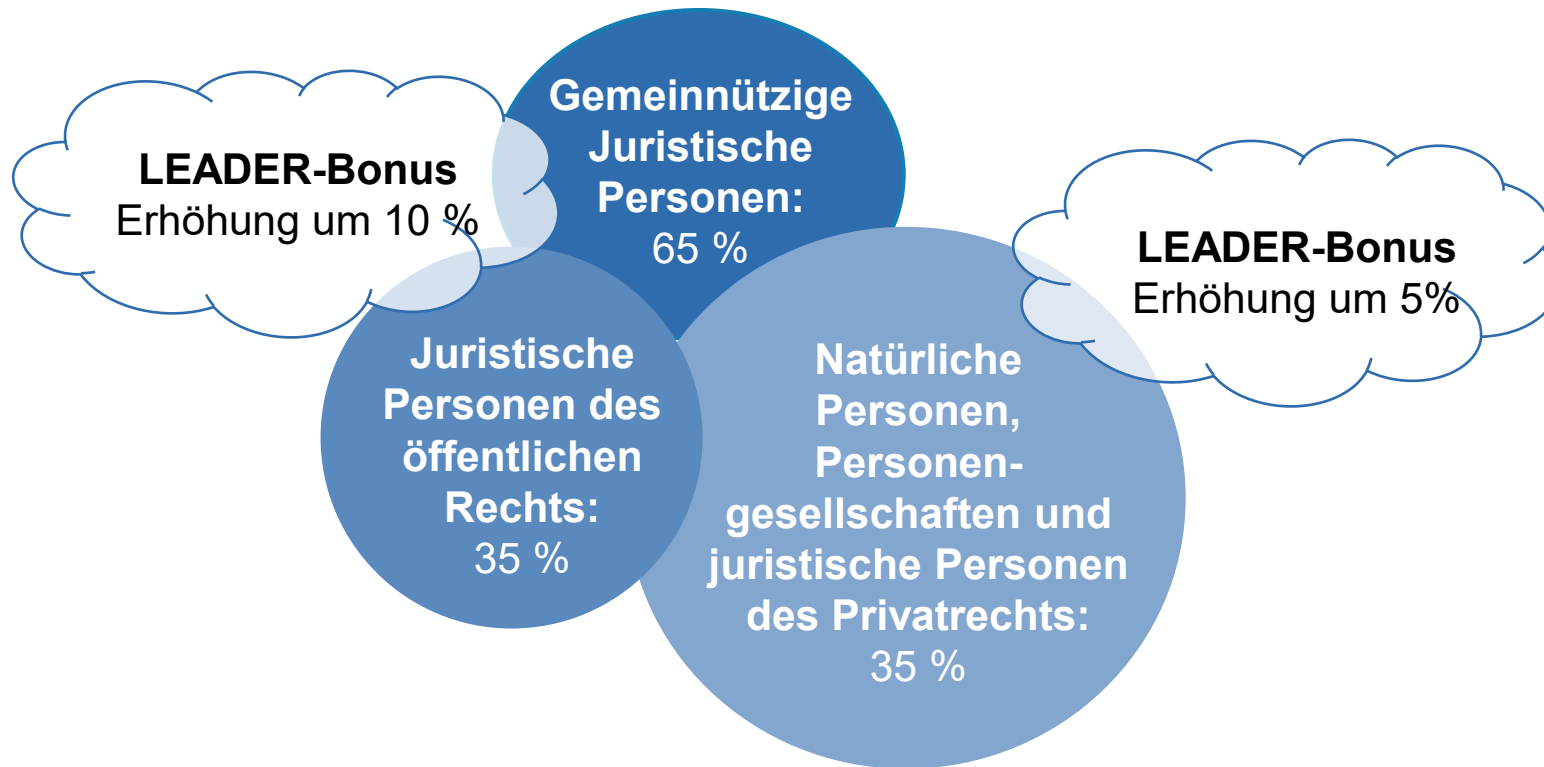 Gemeinnützige
Juristische
Personen:
65 %
LEADER-Bonus
Erhöhung um 10 %
LEADER-Bonus
Erhöhung um 5%
Juristische
Personen des
öffentlichen
Rechts:
35 %
Natürliche
Personen,
Personen-
gesellschaften und
juristische Personen
des Privatrechts:
35 %